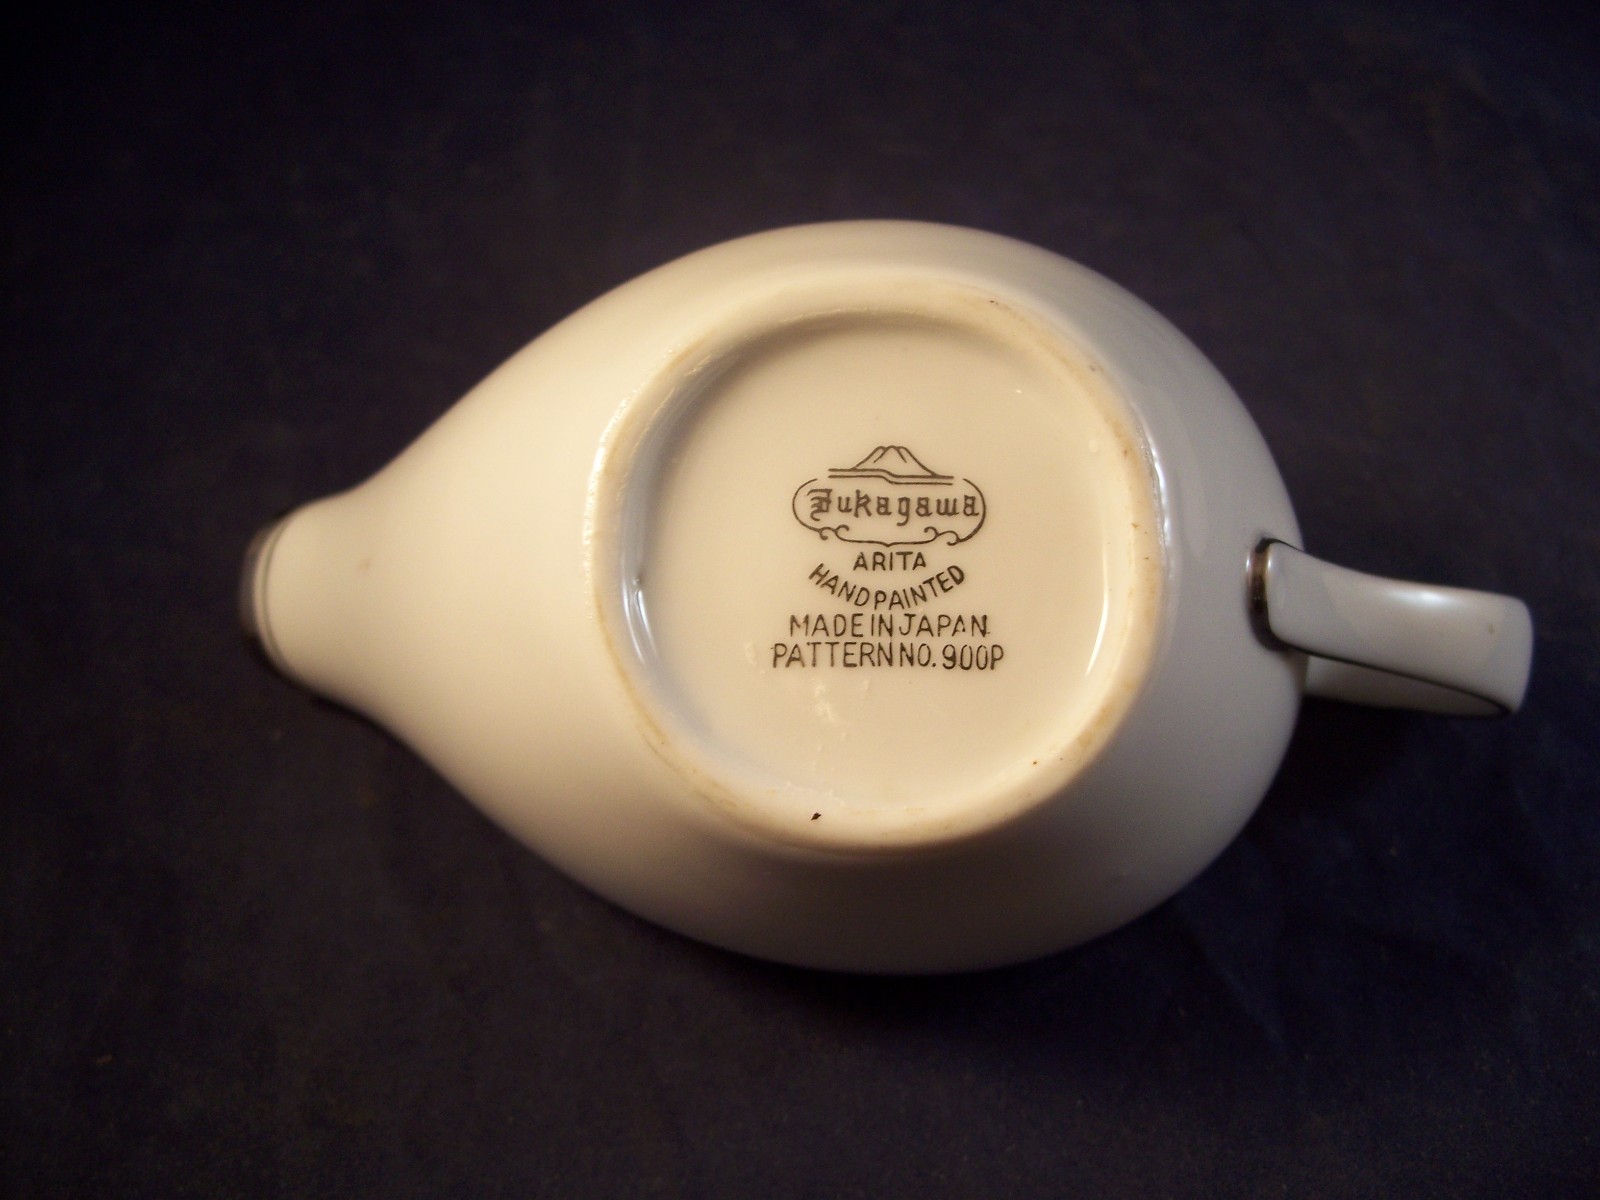 Fukagawa
ARITA
HANDPAINTED
MADE IN JAPAN
PATTERN NO. 900P